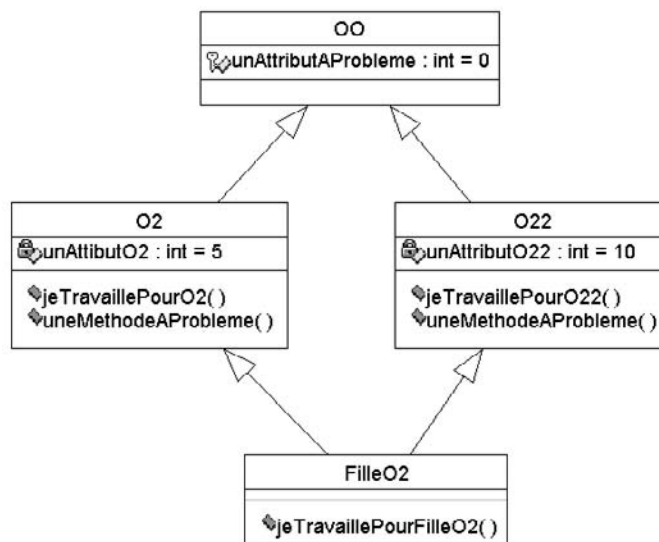 OO
unAttributAProbleme : int = 0
O2
unAttibutO2 : int = 5
jeTravaillePourO2( )
uneMethodeAProbleme( )
O22
unAttributO22 : int = 10
jeTravaillePourO22( )
uneMethodeAProbleme( )
FilleO2
jeTravaillePourFilleO2( )